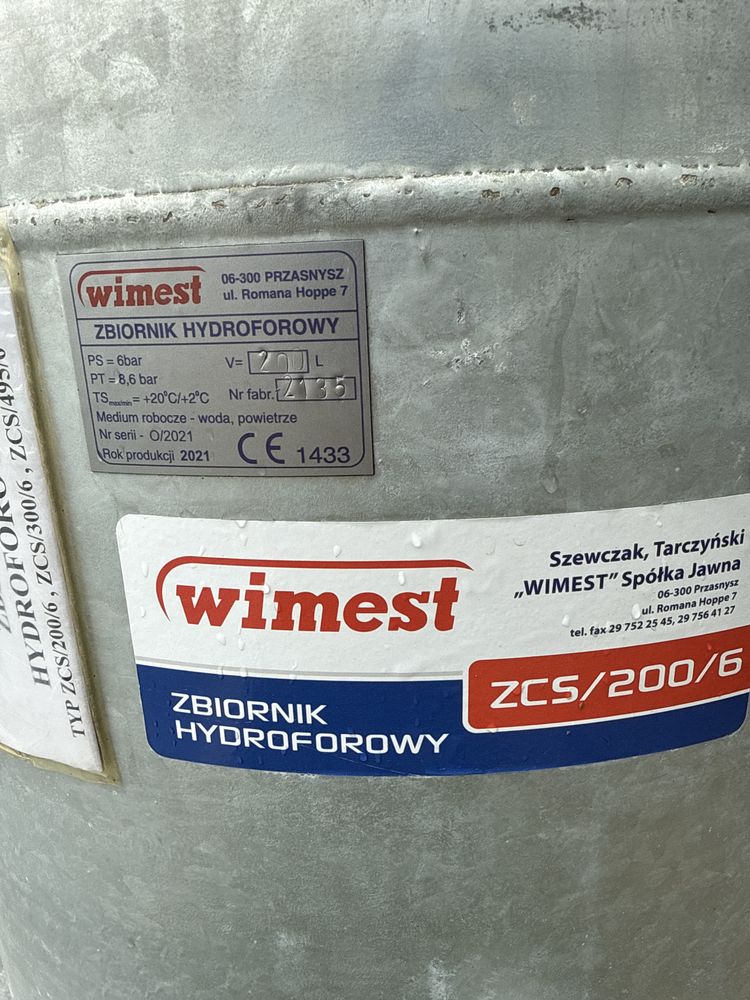 wimest
06-300 PRZASNYSZ
ul. Romana Hoppe 7
ZBIORNIK HYDROFOROWY
PS = 6bar
V= 200 L
PT = 8,6 bar
TS max/min = +20°C/+2°C
Nr fabr. 2135
Medium robocze - woda, powietrze
Nr serii - O/2021
Rok produkcji 2021
CE 1433
HYDROFORO
TYP ZCS/200/6 , ZCS/300/6 , ZCS/495/6
wimest
Szewczak, Tarczyński
„WIMEST” Spółka Jawna
06-300 Przasnysz
ul. Romana Hoppe 7
tel. fax 29 752 25 45, 29 756 41 27
ZCS/200/6
ZBIORNIK
HYDROFOROWY